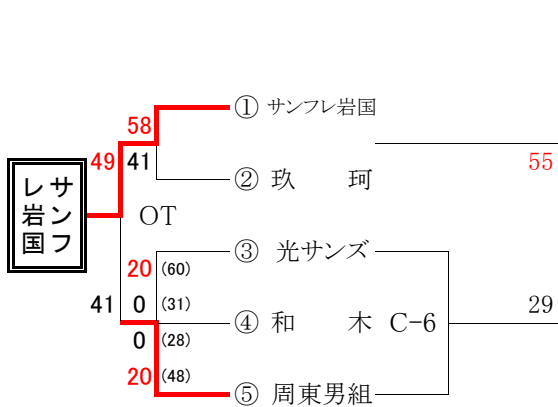 ① サンフレ岩国
58
49 41
55
サンフレ岩国
② 玖 珂
OT
③ 光サンズ
20 (60)
41 0 (31)
29
④ 和 木 C-6
0 (28)
20 (48)
⑤ 周東男組